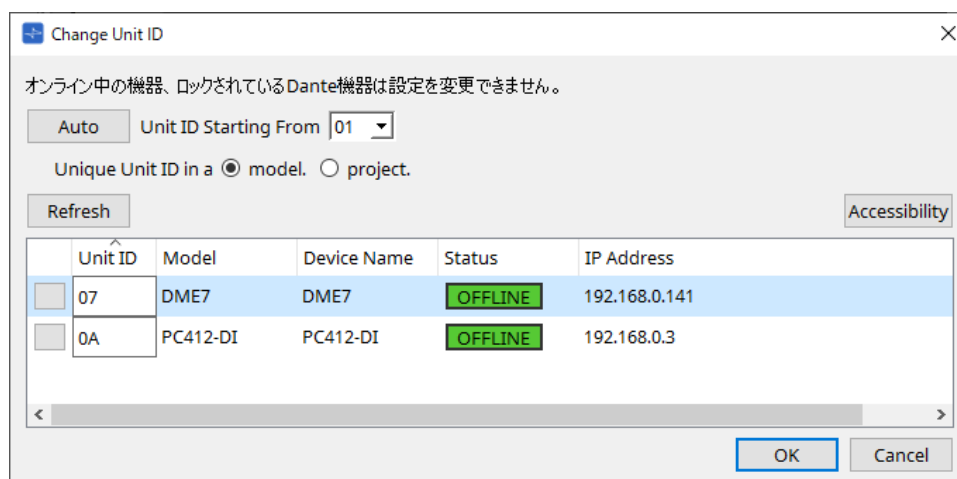 Change Unit ID
オンライン中の機器、ロックされているDante機器は設定を変更できません。
Auto Unit ID Starting From 01
Unique Unit ID in a model. project.
Refresh Accessibility
Unit ID Model Device Name Status IP Address
07 DME7 DME7 OFFLINE 192.168.0.141
0A PC412-DI PC412-DI OFFLINE 192.168.0.3
OK Cancel